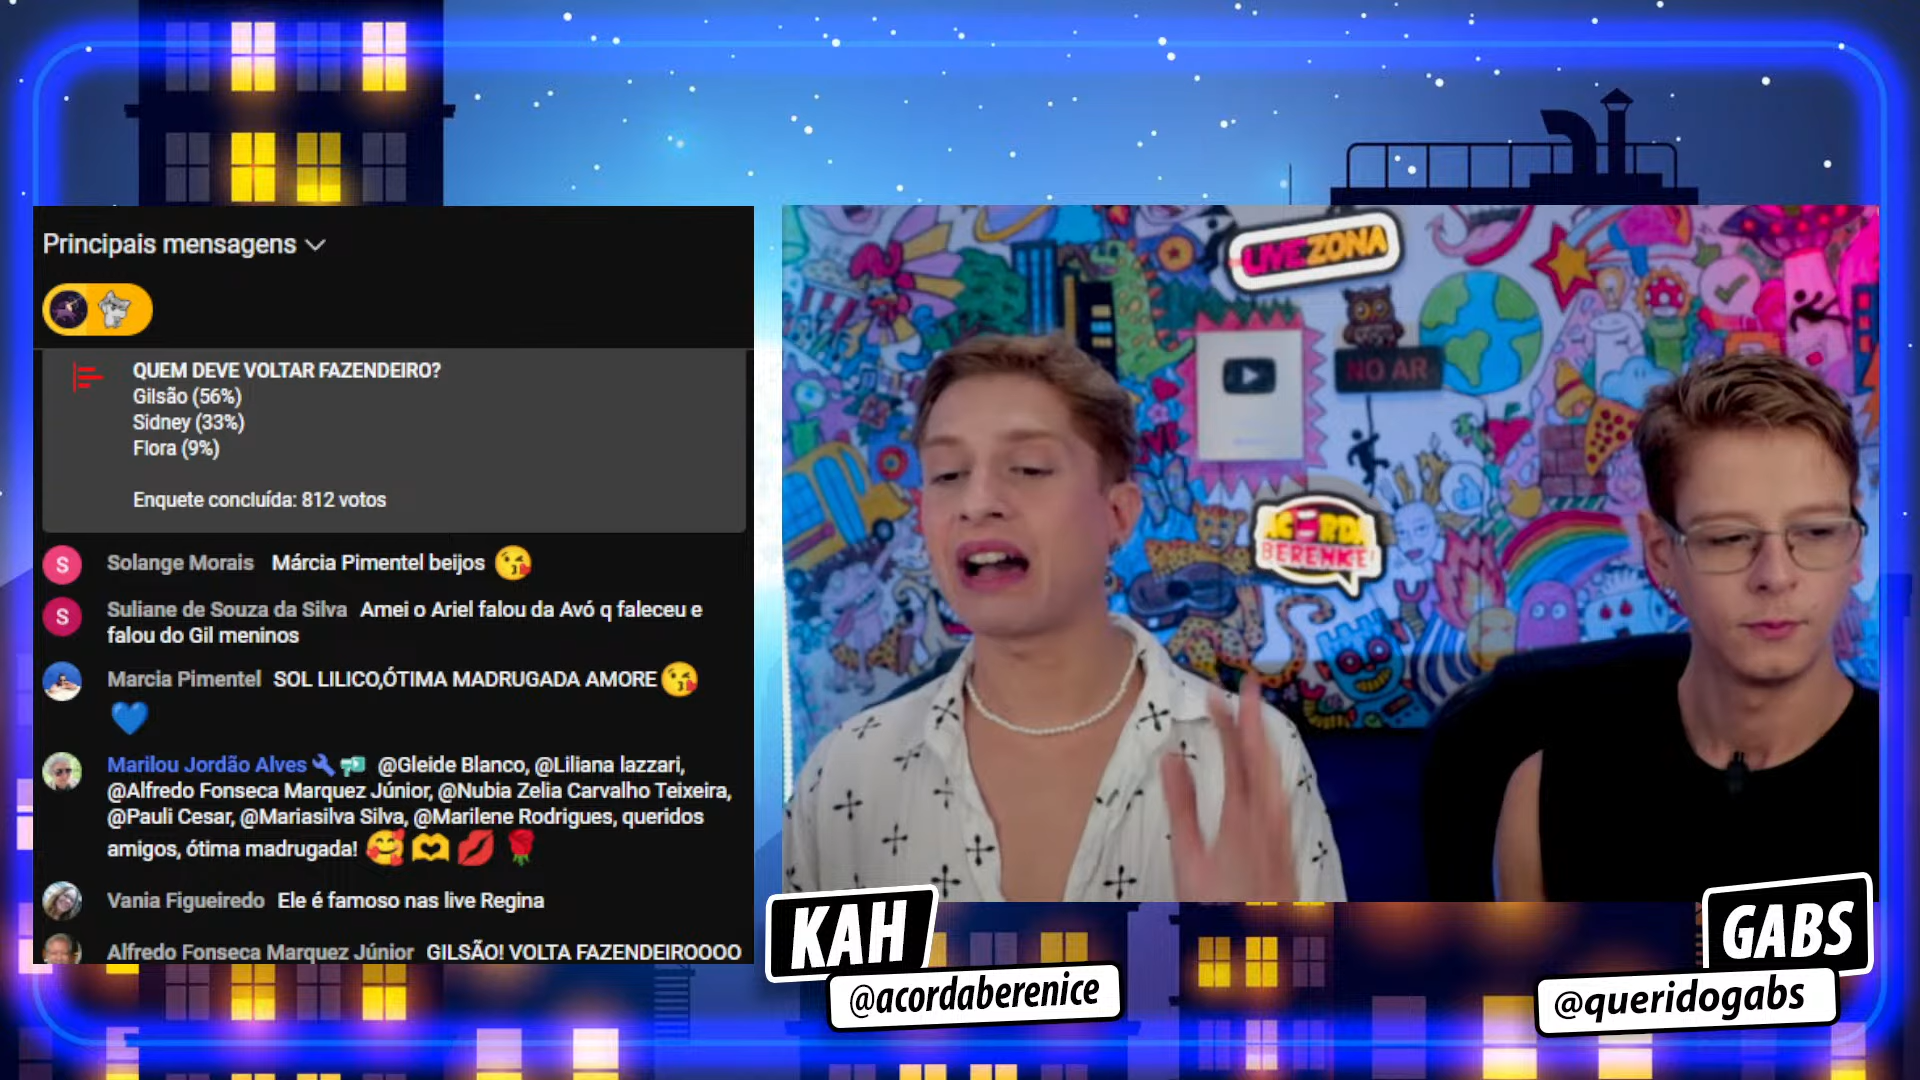 Principais mensagens
QUEM DEVE VOLTAR FAZENDEIRO?
Gilsão (56%)
Sidney (33%)
Flora (9%)
Enquete concluída: 812 votos
S
Solange Morais Márcia Pimentel beijos 😘
S
Suliane de Souza da Silva Amei o Ariel falou da Avó q faleceu e
falou do Gil meninos
Marcia Pimentel SOL LILICO,ÓTIMA MADRUGADA AMORE 😘
💙
Marilou Jordão Alves @Gleide Blanco, @Liliana Iazzari,
@Alfredo Fonseca Marquez Júnior, @Nubia Zelia Carvalho Teixeira,
@Pauli Cesar, @Mariasilva Silva, @Marilene Rodrigues, queridos
amigos, ótima madrugada! 🥰 🫶 💋 🌹
Vania Figueiredo Ele é famoso nas live Regina
Alfredo Fonseca Marquez Júnior GILSÃO! VOLTA FAZENDEIROOOO
LIVEZONA
NO AR
ACORDA
BERENICE!
KAH
@acordaberenice
GABS
@queridogabs